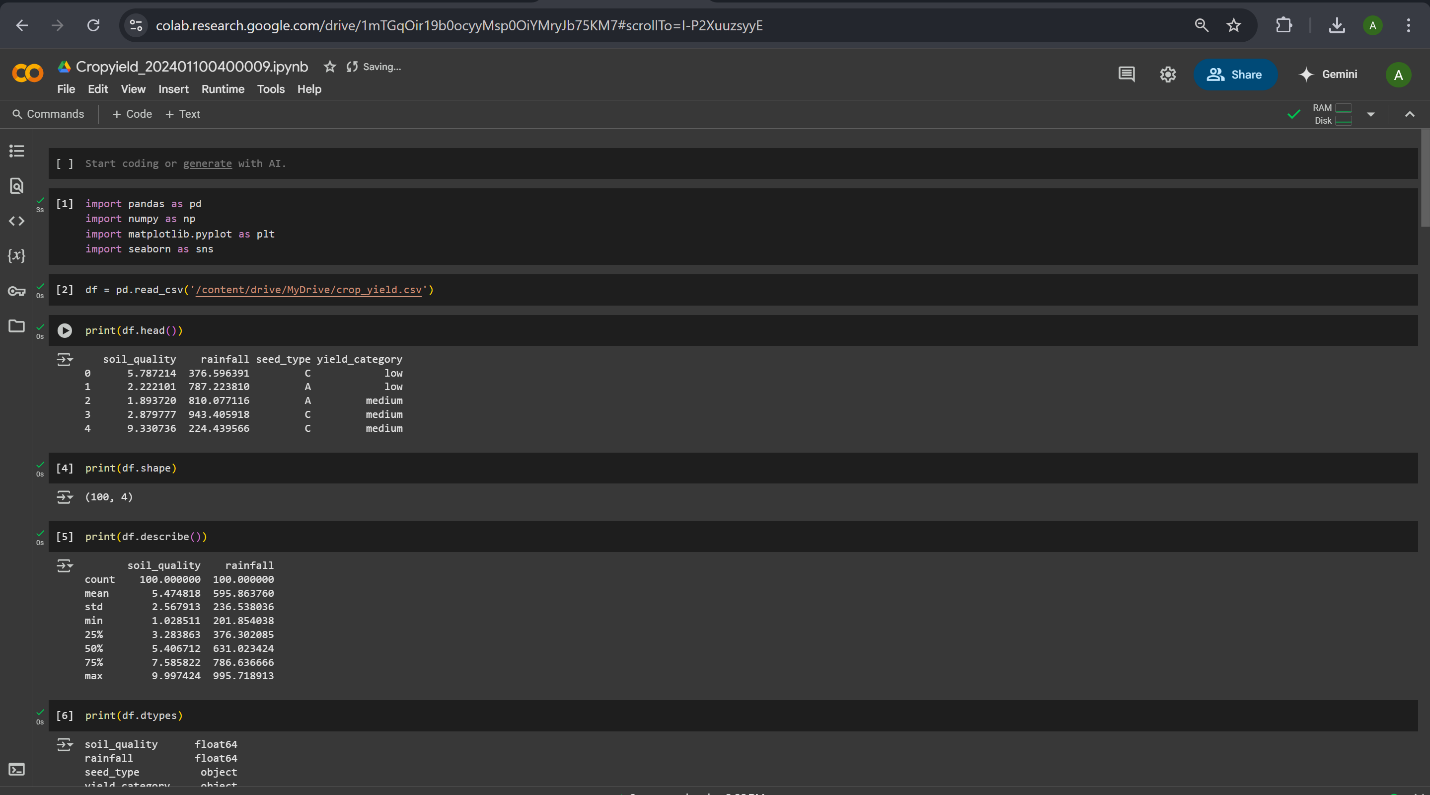 colab.research.google.com/drive/1mTGqOir19b0ocyyMsp0OiYMryJb75KM7#scrollTo=I-P2XuuzsyyE
A
Cropyield_202401100400009.ipynb
Saving...
File Edit View Insert Runtime Tools Help
Share
Gemini
A
Commands + Code + Text
RAM
Disk
[ ] Start coding or generate with AI.
[1] import pandas as pd
3s
import numpy as np
import matplotlib.pyplot as plt
import seaborn as sns
[2] df = pd.read_csv('/content/drive/MyDrive/crop_yield.csv')
0s
print(df.head())
0s
soil_quality rainfall seed_type yield_category
0 5.787214 376.596391 C low
1 2.222101 787.223810 A low
2 1.893720 810.077116 A medium
3 2.879777 943.405918 C medium
4 9.330736 224.439566 C medium
[4] print(df.shape)
0s
(100, 4)
[5] print(df.describe())
0s
soil_quality rainfall
count 100.000000 100.000000
mean 5.474818 595.863760
std 2.567913 236.538036
min 1.028511 201.854038
25% 3.283863 376.302085
50% 5.406712 631.023424
75% 7.585822 786.636666
max 9.997424 995.718913
[6] print(df.dtypes)
0s
soil_quality float64
rainfall float64
seed_type object
yield_category object